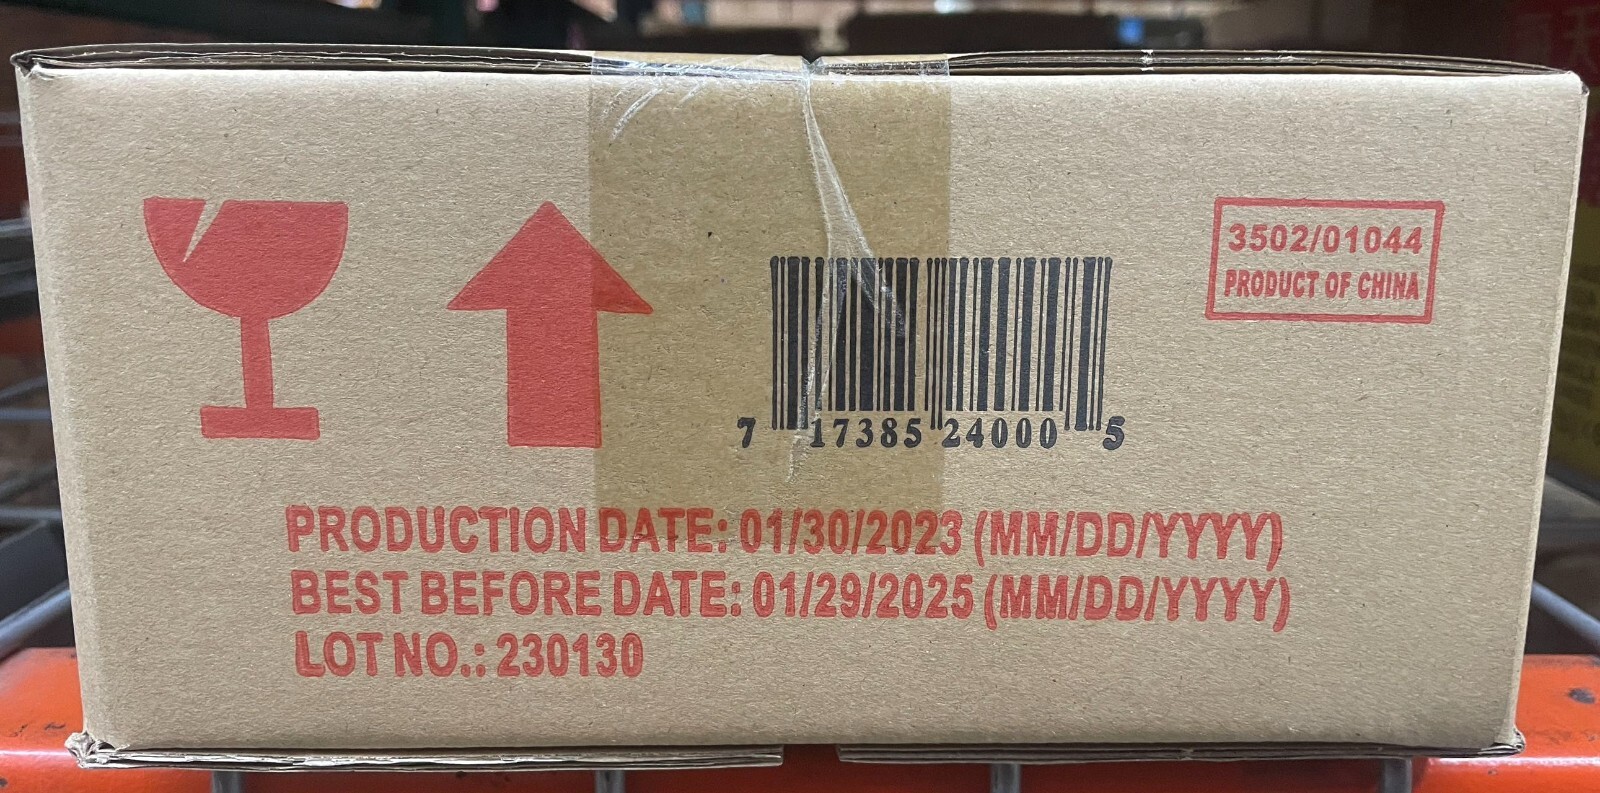 3502/01044
PRODUCT OF CHINA
7 17385 24000 5
PRODUCTION DATE: 01/30/2023 (MM/DD/YYYY)
BEST BEFORE DATE: 01/29/2025 (MM/DD/YYYY)
LOT NO.: 230130